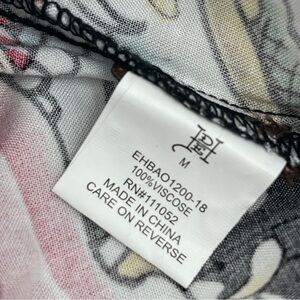 M
EHBAO1200-18
100%VISCOSE
RN#111052
MADE IN CHINA
CARE ON REVERSE